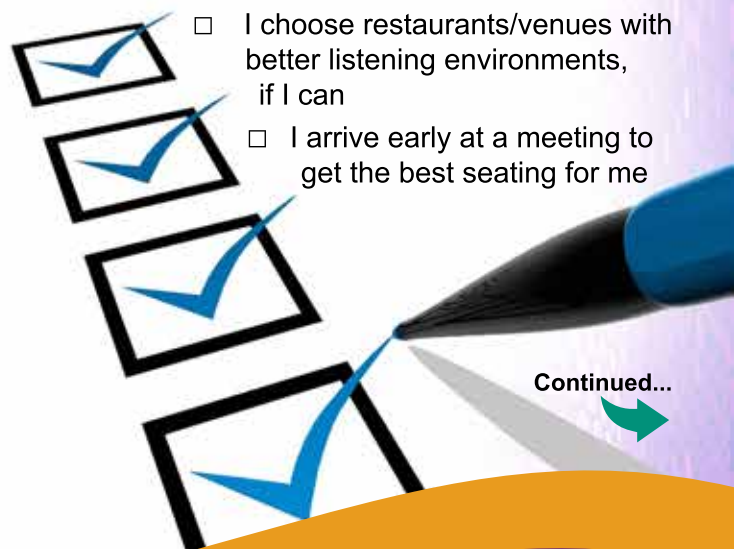 □ I choose restaurants/venues with
better listening environments,
if I can
□ I arrive early at a meeting to
get the best seating for me
Continued...